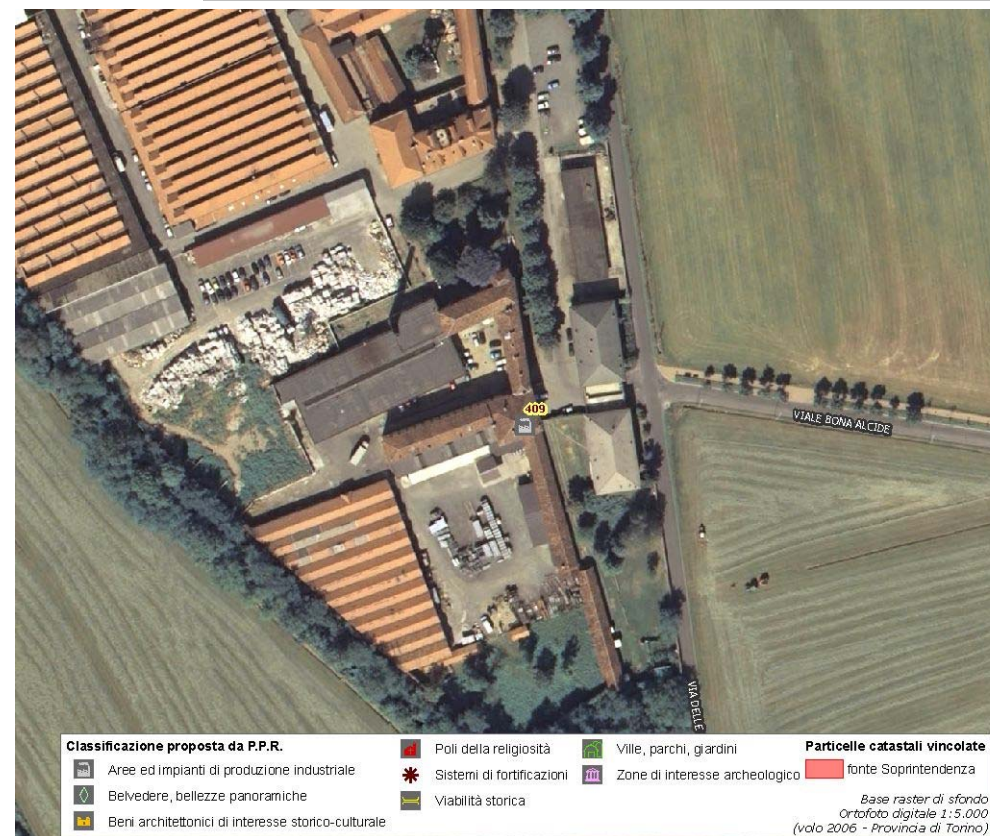 409
VIALE BONA ALCIDE
VIA DELLE
Classificazione proposta da P.P.R.
Aree ed impianti di produzione industriale
Belvedere, bellezze panoramiche
Beni architettonici di interesse storico-culturale
Poli della religiosità
Sistemi di fortificazioni
Viabilità storica
Ville, parchi, giardini
Zone di interesse archeologico
Particelle catastali vincolate
fonte Soprintendenza
Base raster di sfondo
Ortofoto digitale 1:5.000
(volo 2006 - Provincia di Torino)